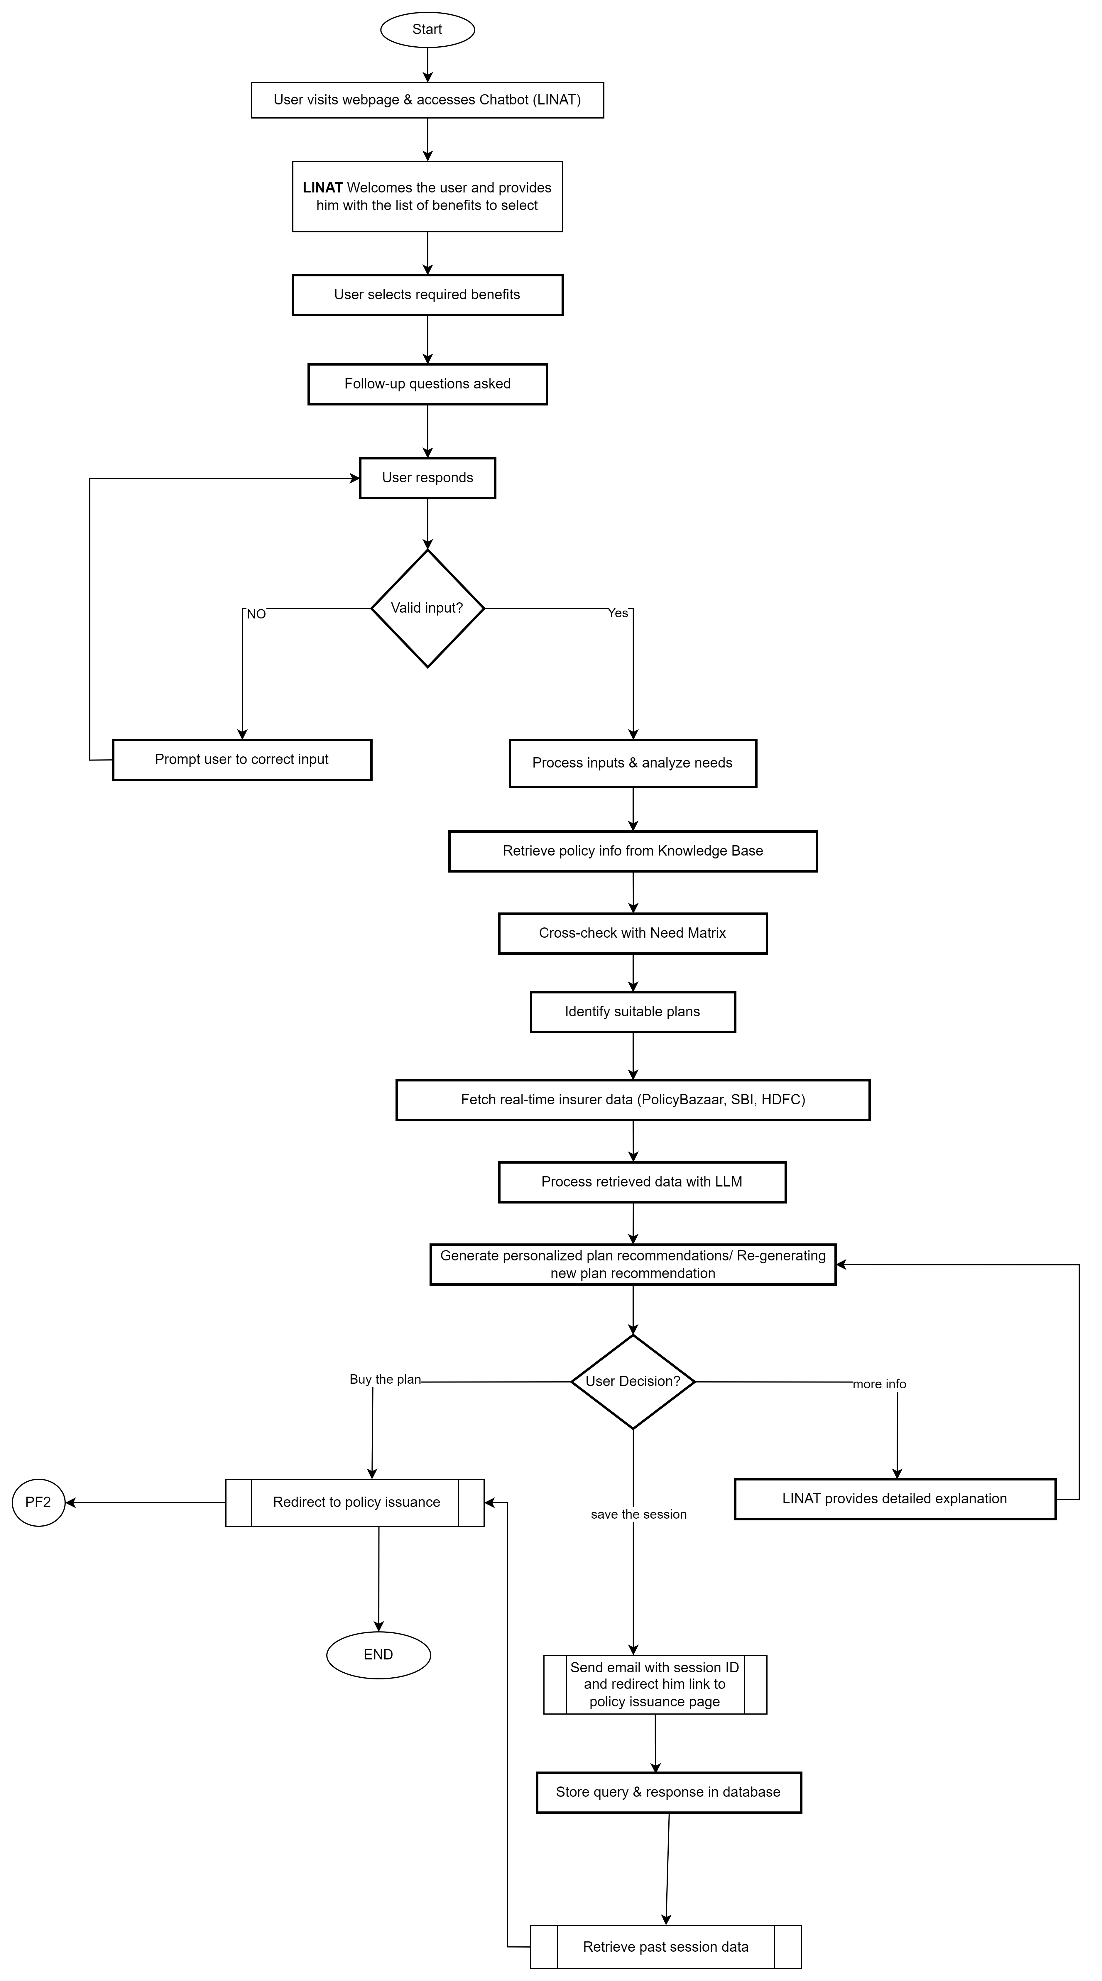 Start
User visits webpage & accesses Chatbot (LINAT)
LINAT Welcomes the user and provides
him with the list of benefits to select
User selects required benefits
Follow-up questions asked
User responds
Valid input?
NO
Yes
Prompt user to correct input
Process inputs & analyze needs
Retrieve policy info from Knowledge Base
Cross-check with Need Matrix
Identify suitable plans
Fetch real-time insurer data (PolicyBazaar, SBI, HDFC)
Process retrieved data with LLM
Generate personalized plan recommendations/ Re-generating
new plan recommendation
User Decision?
Buy the plan
more info
PF2
Redirect to policy issuance
LINAT provides detailed explanation
save the session
END
Send email with session ID
and redirect him link to
policy issuance page
Store query & response in database
Retrieve past session data